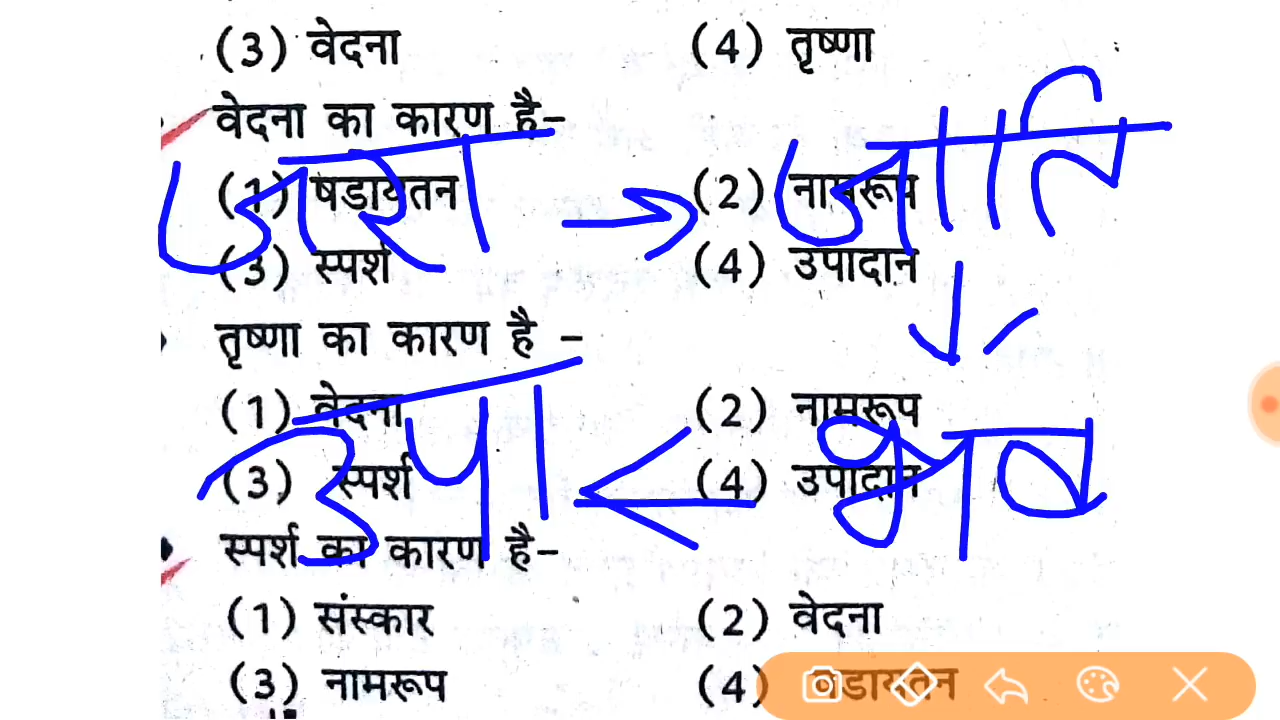 (3) वेदना (4) तृष्णा
वेदना का कारण है-
(1) षडायतन (2) नामरूप
(3) स्पर्श (4) उपादान
जरा → जाति
तृष्णा का कारण है -
(1) वेदना (2) नामरूप
(3) स्पर्श (4) उपादान
उपा ← भव
स्पर्श का कारण है-
(1) संस्कार (2) वेदना
(3) नामरूप (4) षडायतन